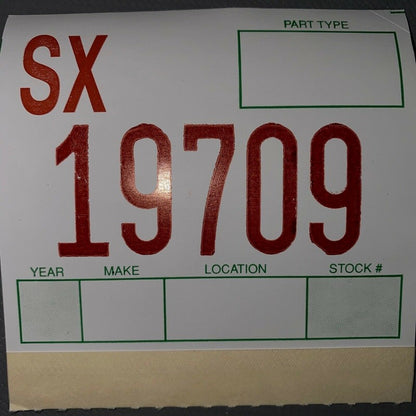 PART TYPE
SX
19709
YEAR MAKE LOCATION STOCK #